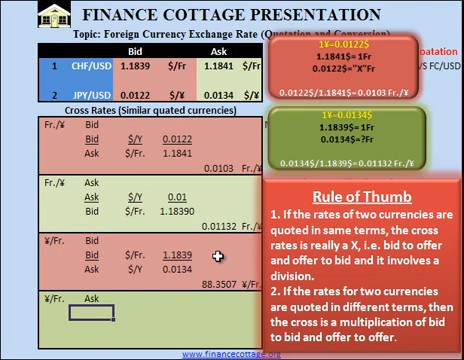 FINANCE COTTAGE PRESENTATION
Topic: Foreign Currency Exchange Rate (Quotation and Conversion)
Bid Ask
1 CHF/USD 1.1839 $/Fr 1.1841 $/Fr
2 JPY/USD 0.0122 $/Y 0.0134 $/Y
patation
/S FC/USD
Cross Rates (Similar quated currencies)
Fr./¥ Bid
Bid $/Y 0.0122
Ask $/Fr. 1.1841
0.0103 Fr./¥
Fr./¥ Ask
Ask $/Y 0.01
Bid $/Fr. 1.18390
0.01132 Fr./¥
¥/Fr. Bid
Bid $/Fr. 1.1839
Ask $/Y 0.0134
88.3507 ¥/Fr.
¥/Fr. Ask
1¥=0.0122$
1.1841$= 1Fr
0.0122$="X"Fr
0.0122$/1.1841$=0.0103 Fr./¥
1¥=0.0134$
1.1839$= 1Fr
0.0134$=?Fr
0.0134$/1.1839$=0.01132 Fr./¥
Rule of Thumb
1. If the rates of two currencies are
quoted in same terms, the cross
rates is really a X, i.e. bid to offer
and offer to bid and it involves a
division.
2. If the rates for two currencies
are quoted in different terms, then
the cross is a multiplication of bid
to bid and offer to offer.
www.financecottage.org